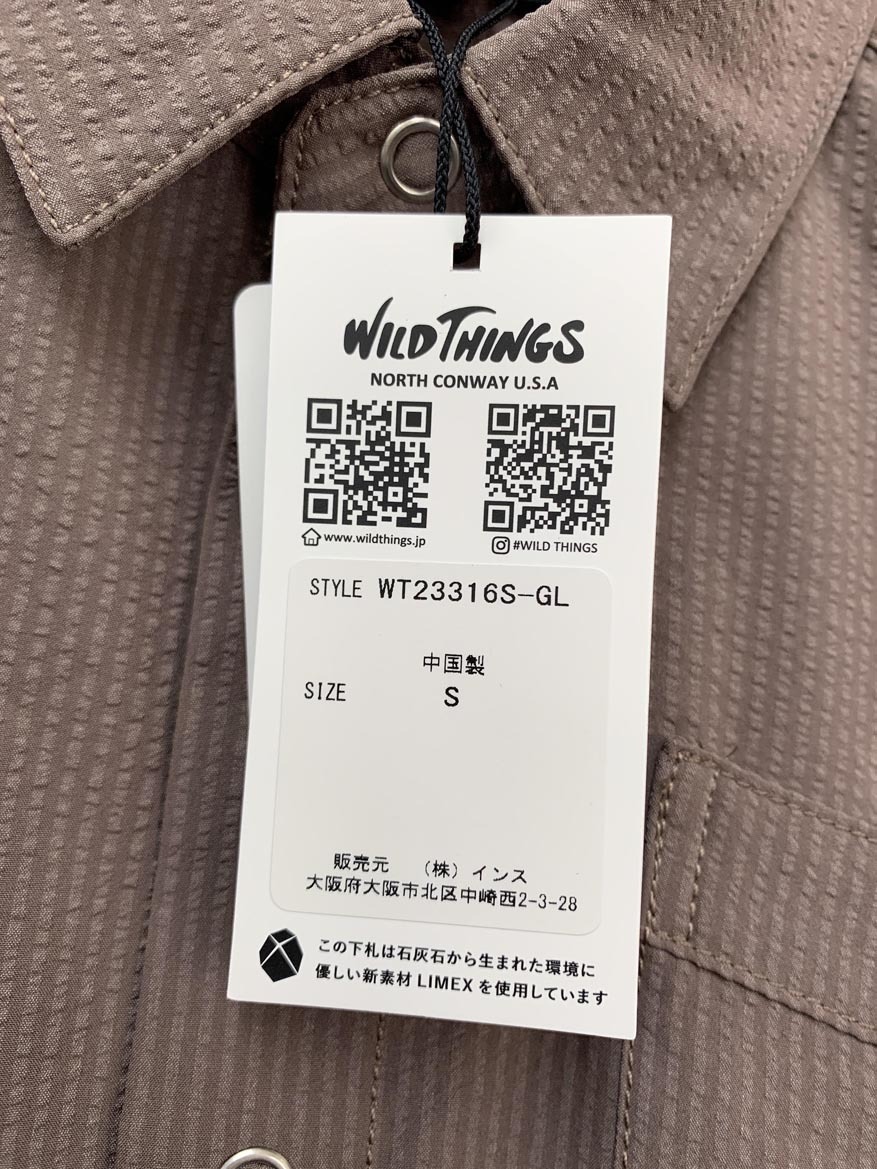 WILD THINGS
NORTH CONWAY U.S.A
www.wildthings.jp
#WILD THINGS
STYLE WT23316S-GL
中国製
SIZE S
販売元 (株)インス
大阪府大阪市北区中崎西2-3-28
この下札は石灰石から生まれた環境に
優しい新素材 LIMEX を使用しています